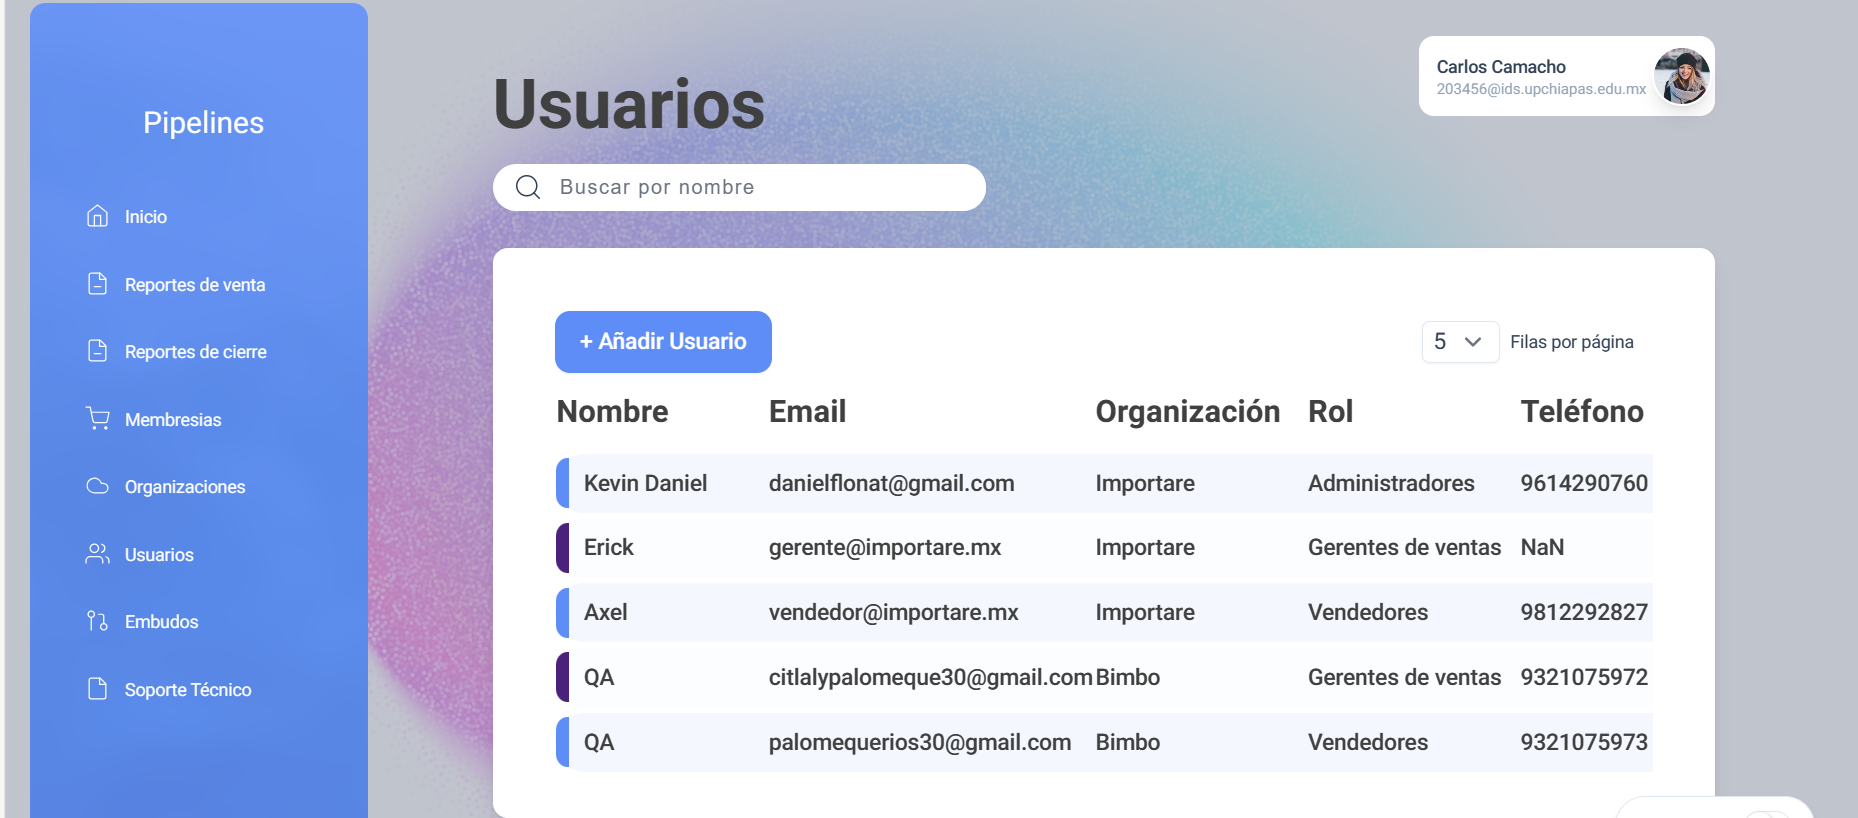 Pipelines
Inicio
Reportes de venta
Reportes de cierre
Membresias
Organizaciones
Usuarios
Embudos
Soporte Técnico
Usuarios
Carlos Camacho
203456@ids.upchiapas.edu.mx
Buscar por nombre
+ Añadir Usuario
5 Filas por página
Nombre Email Organización Rol Teléfono
Kevin Daniel danielflonat@gmail.com Importare Administradores 9614290760
Erick gerente@importare.mx Importare Gerentes de ventas NaN
Axel vendedor@importare.mx Importare Vendedores 9812292827
QA citlalypalomeque30@gmail.com Bimbo Gerentes de ventas 9321075972
QA palomequerios30@gmail.com Bimbo Vendedores 9321075973